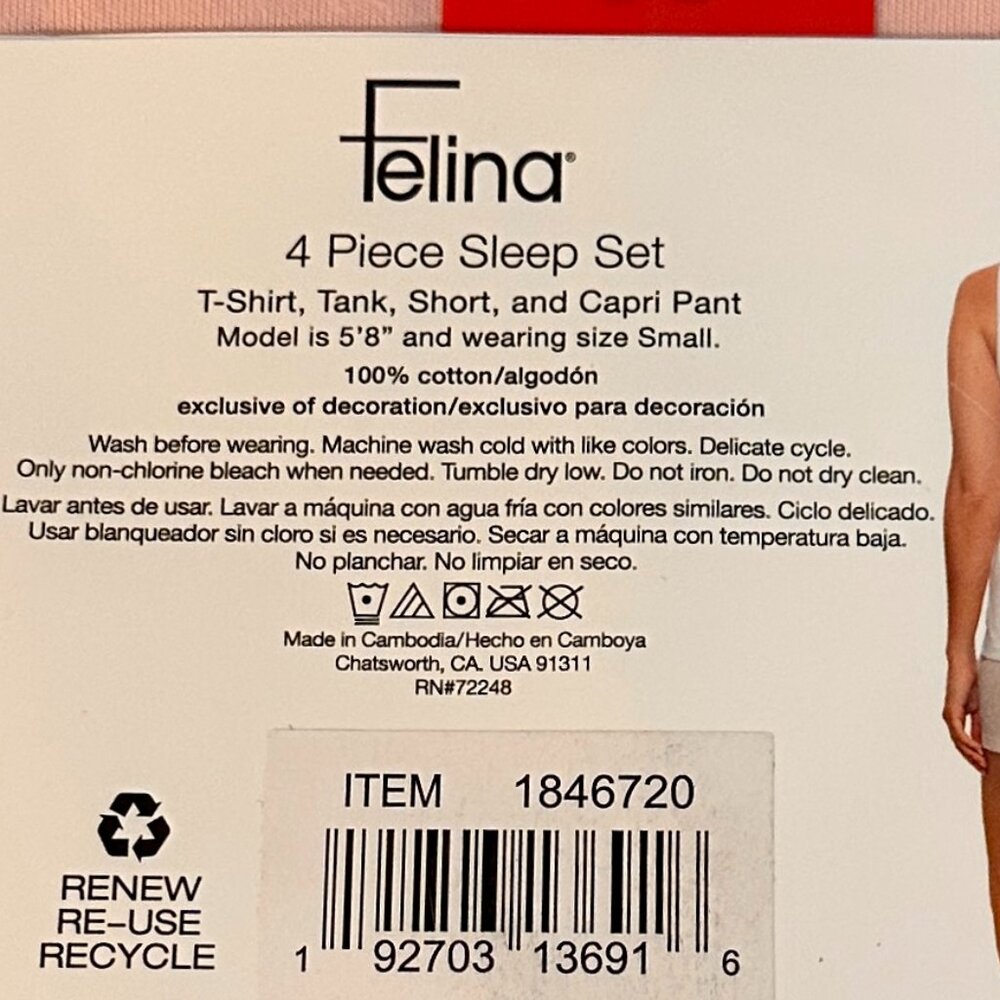 Felina®
4 Piece Sleep Set
T-Shirt, Tank, Short, and Capri Pant
Model is 5'8" and wearing size Small.
100% cotton/algodón
exclusive of decoration/exclusivo para decoración
Wash before wearing. Machine wash cold with like colors. Delicate cycle.
Only non-chlorine bleach when needed. Tumble dry low. Do not iron. Do not dry clean.
Lavar antes de usar. Lavar a máquina con agua fría con colores similares. Ciclo delicado.
Usar blanqueador sin cloro si es necesario. Secar a máquina con temperatura baja.
No planchar. No limpiar en seco.
Made in Cambodia/Hecho en Camboya
Chatsworth, CA. USA 91311
RN#72248
ITEM 1846720
1 92703 13691 6
RENEW
RE-USE
RECYCLE